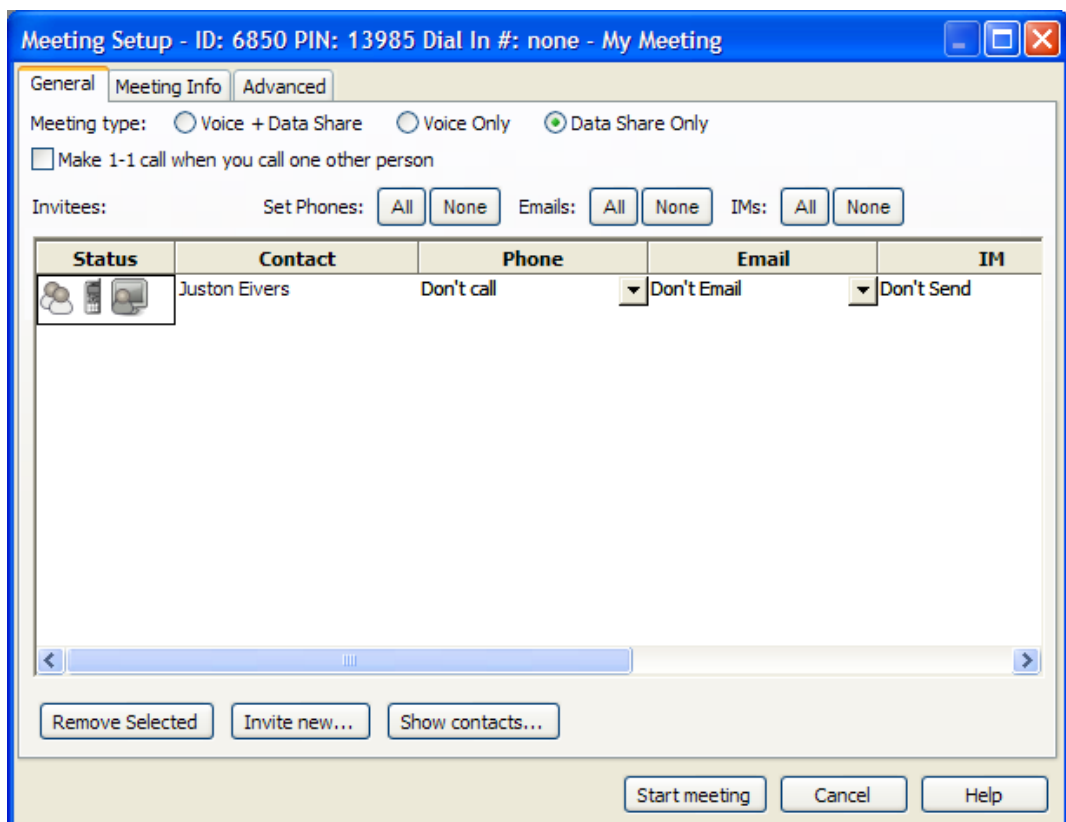 Meeting Setup - ID: 6850 PIN: 13985 Dial In #: none - My Meeting
General Meeting Info Advanced
Meeting type: Voice + Data Share Voice Only Data Share Only
Make 1-1 call when you call one other person
Invitees: Set Phones: All None Emails: All None IMs: All None
Status Contact Phone Email IM
Juston Eivers Don't call Don't Email Don't Send
Remove Selected Invite new... Show contacts...
Start meeting Cancel Help